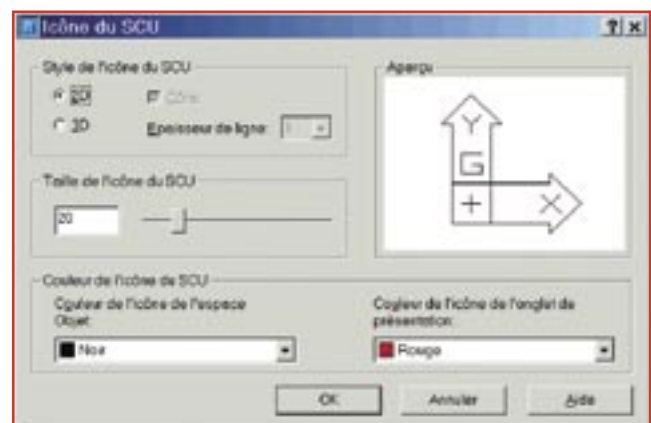 Icône du SCU
Style de l'icône du SCU
2D
Cône
3D
Epaisseur de ligne:
Aperçu
Y
G
+
X
Taille de l'icône du SCU
20
Couleur de l'icône de SCU
Couleur de l'icône de l'espace
Objet:
Noir
Couleur de l'icône de l'onglet de
présentation:
Rouge
OK
Annuler
Aide